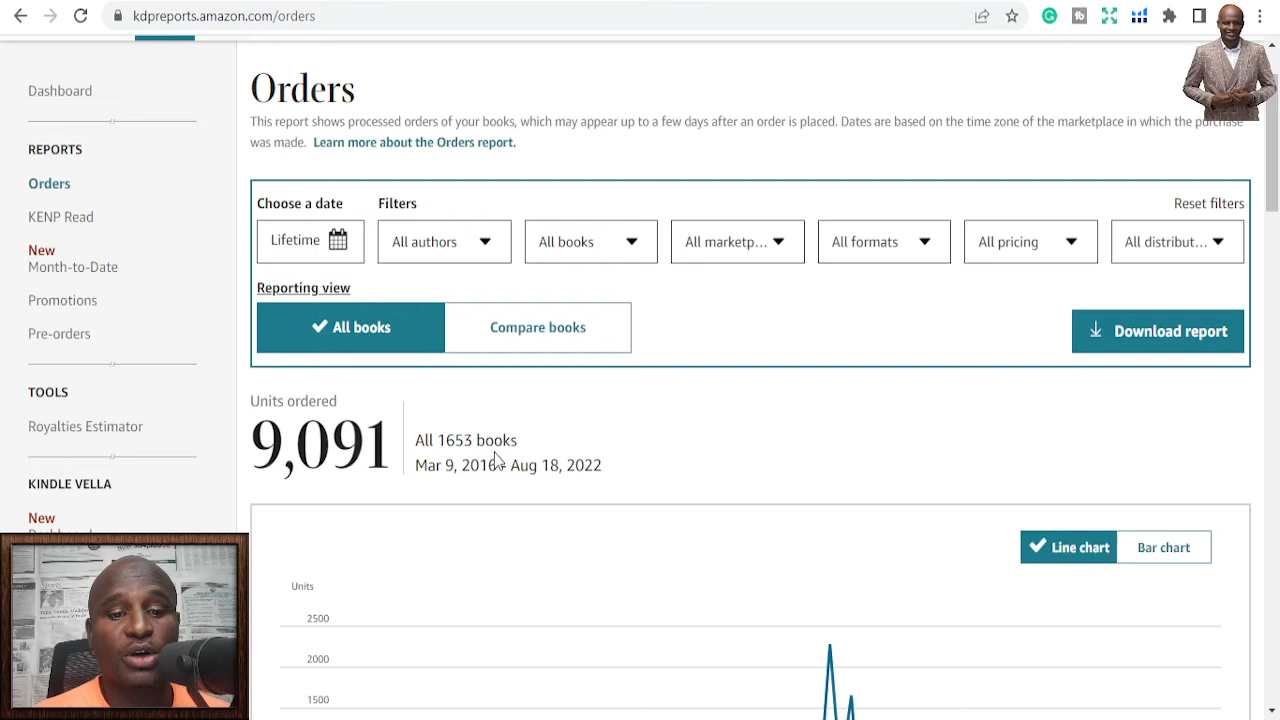 kdpreports.amazon.com/orders
Dashboard
REPORTS
Orders
KENP Read
New
Month-to-Date
Promotions
Pre-orders
TOOLS
Royalties Estimator
KINDLE VELLA
New
Orders
This report shows processed orders of your books, which may appear up to a few days after an order is placed. Dates are based on the time zone of the marketplace in which the purchase
was made. Learn more about the Orders report.
Choose a date
Filters
Reset filters
Lifetime
All authors
All books
All marketp...
All formats
All pricing
All distribut...
Reporting view
All books
Compare books
Download report
Units ordered
9,091
All 1653 books
Mar 9, 2016 - Aug 18, 2022
Line chart
Bar chart
Units
2500
2000
1500